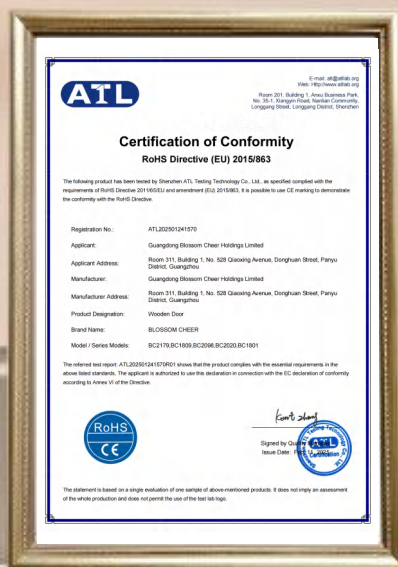 ATL
E-mail: atl@atllab.org
Web: Http://www.atllab.org
Room 201, Building 1, Anxu Business Park,
No. 35-1, Xiangyin Road, Nanlian Community,
Longgang Street, Longgang District, Shenzhen
Certification of Conformity
RoHS Directive (EU) 2015/863
The following product has been tested by Shenzhen ATL Testing Technology Co., Ltd., as specified complied with the
requirements of RoHS Directive 2011/65/EU and amendment (EU) 2015/863, It is possible to use CE marking to demonstrate
the conformity with the RoHS Directive.
Registration No.: ATL202501241570
Applicant: Guangdong Blossom Cheer Holdings Limited
Applicant Address: Room 311, Building 1, No. 528 Qiaoxing Avenue, Donghuan Street, Panyu
District, Guangzhou
Manufacturer: Guangdong Blossom Cheer Holdings Limited
Manufacturer Address: Room 311, Building 1, No. 528 Qiaoxing Avenue, Donghuan Street, Panyu
District, Guangzhou
Product Designation: Wooden Door
Brand Name: BLOSSOM CHEER
Model / Series Models: BC2179,BC1809,BC2098,BC2020,BC1801
The referred test report: ATL202501241570R01 shows that the product complies with the essential requirements in the
above listed standards. The applicant is authorized to use this declaration in connection with the EC declaration of conformity
according to Annex VI of the Directive.
RoHS
CE
Signed by
Issue Date: 2025
ATL
Certification
The statement is based on a single evaluation of one sample of above-mentioned products. It does not imply an assessment
of the whole production and does not permit the use of the test lab logo.